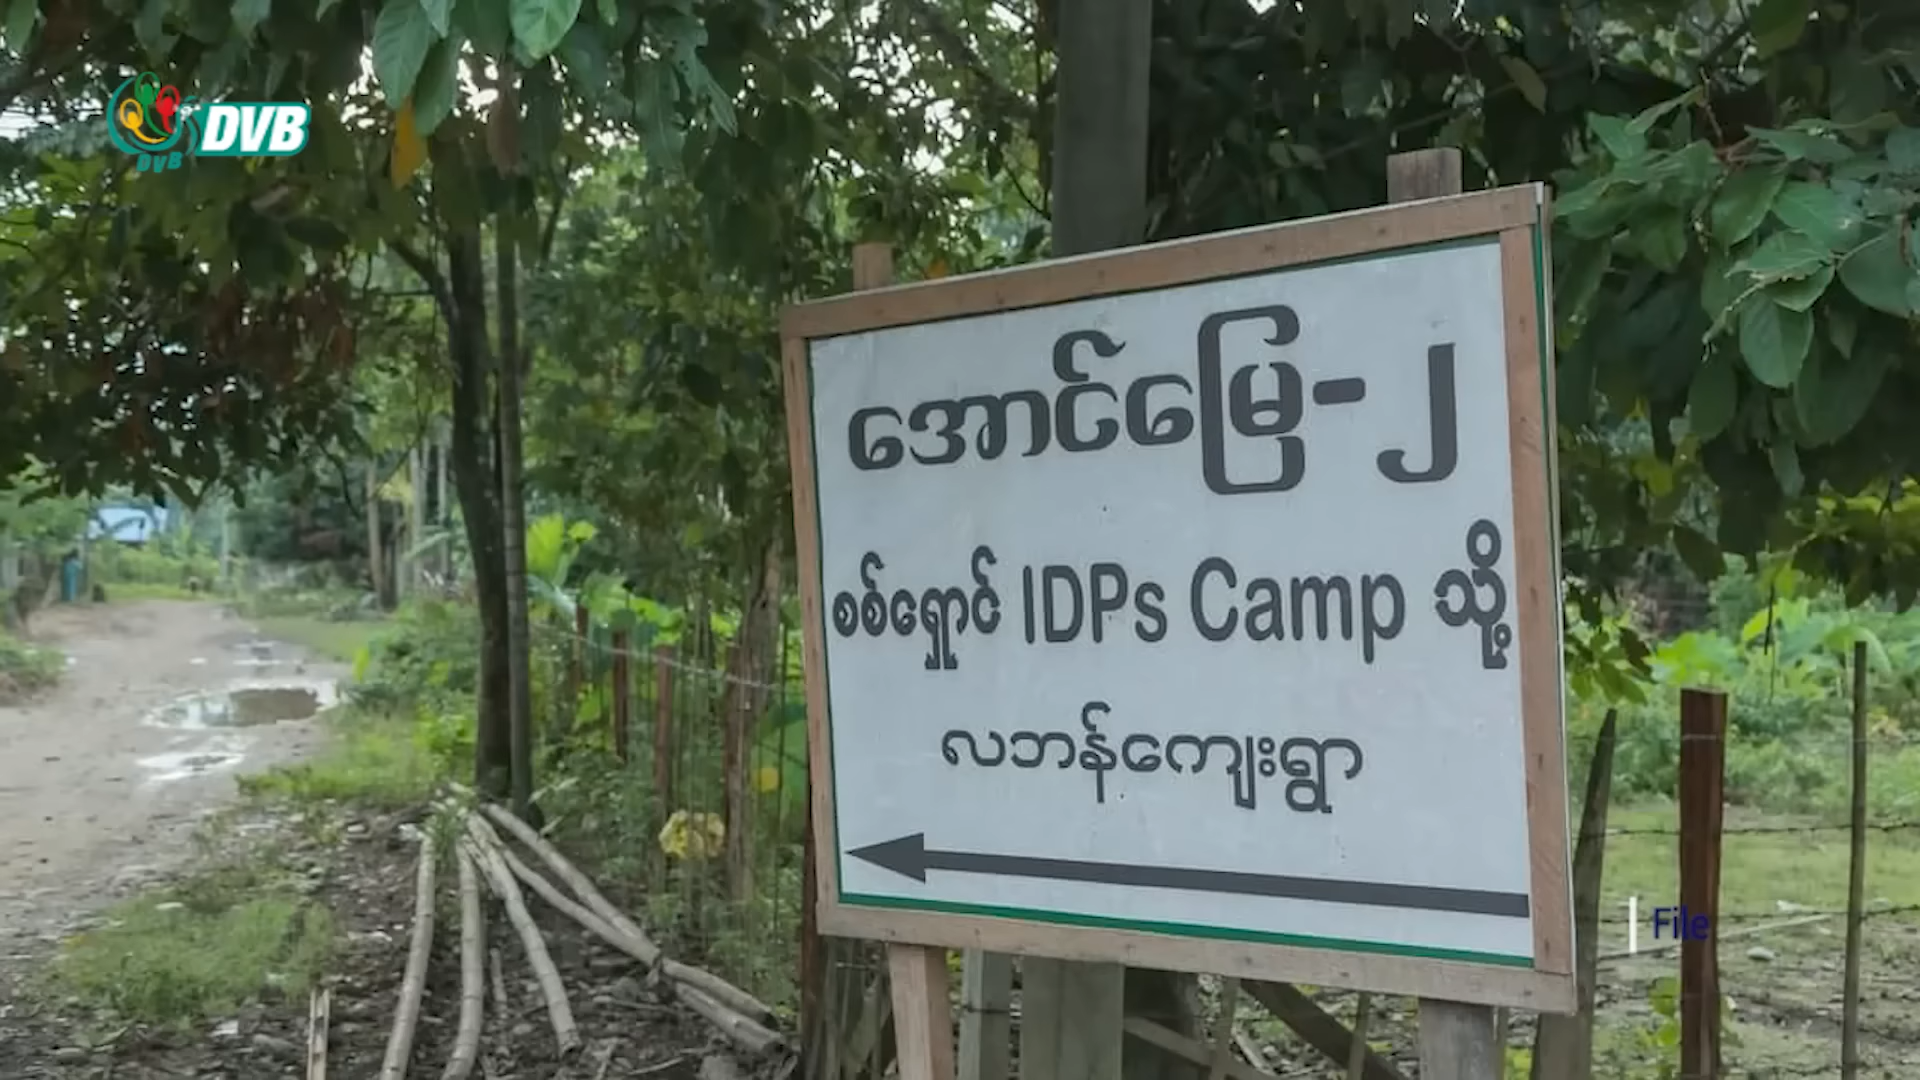 DVB
DVB
အောင်မြေ-၂
စစ်ရှောင် IDPs Camp သို့
လဘန်ကျေးရွာ
File